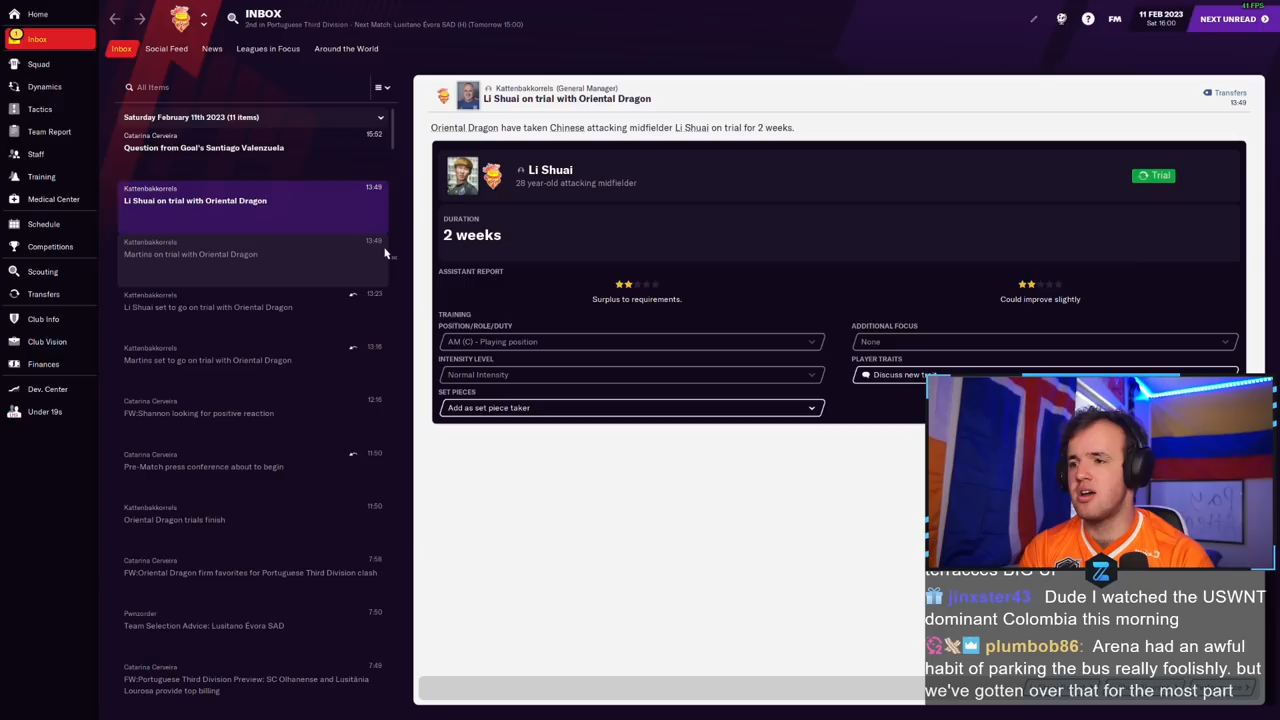 Home
INBOX
2nd in Portuguese Third Division - Next Match: Lusitano Évora SAD (H) (Tomorrow 15:00)
41 FPS
FM
11 FEB 2023
Sat 16:00
NEXT UNREAD
1
Inbox
Squad
Dynamics
Tactics
Team Report
Staff
Training
Medical Center
Schedule
Competitions
Scouting
Transfers
Club Info
Club Vision
Finances
Dev. Center
Under 19s
Inbox
Social Feed
News
Leagues in Focus
Around the World
All Items
Saturday February 11th 2023 (11 items)
Catarina Cerveira
15:52
Question from Goal's Santiago Valenzuela
Kattenbakkorrels
13:49
Li Shuai on trial with Oriental Dragon
Kattenbakkorrels
13:49
Martins on trial with Oriental Dragon
Kattenbakkorrels
13:23
Li Shuai set to go on trial with Oriental Dragon
Kattenbakkorrels
13:16
Martins set to go on trial with Oriental Dragon
Catarina Cerveira
12:16
FW:Shannon looking for positive reaction
Catarina Cerveira
11:50
Pre-Match press conference about to begin
Kattenbakkorrels
11:50
Oriental Dragon trials finish
Catarina Cerveira
7:58
FW:Oriental Dragon firm favorites for Portuguese Third Division clash
Pwnzorder
7:50
Team Selection Advice: Lusitano Évora SAD
Catarina Cerveira
7:49
FW:Portuguese Third Division Preview: SC Olhanense and Lusitânia
Lourosa provide top billing
Kattenbakkorrels (General Manager)
Li Shuai on trial with Oriental Dragon
Transfers
13:49
Oriental Dragon have taken Chinese attacking midfielder Li Shuai on trial for 2 weeks.
Li Shuai
28 year-old attacking midfielder
Trial
DURATION
2 weeks
ASSISTANT REPORT
Surplus to requirements.
Could improve slightly
TRAINING
POSITION/ROLE/DUTY
AM (C) - Playing position
ADDITIONAL FOCUS
None
INTENSITY LEVEL
Normal Intensity
PLAYER TRAITS
Discuss new trait
SET PIECES
Add as set piece taker
terraces BIG UP
jinxster43: Dude I watched the USWNT
dominant Colombia this morning
plumbob86: Arena had an awful
habit of parking the bus really foolishly. but
we've gotten over that for the most part